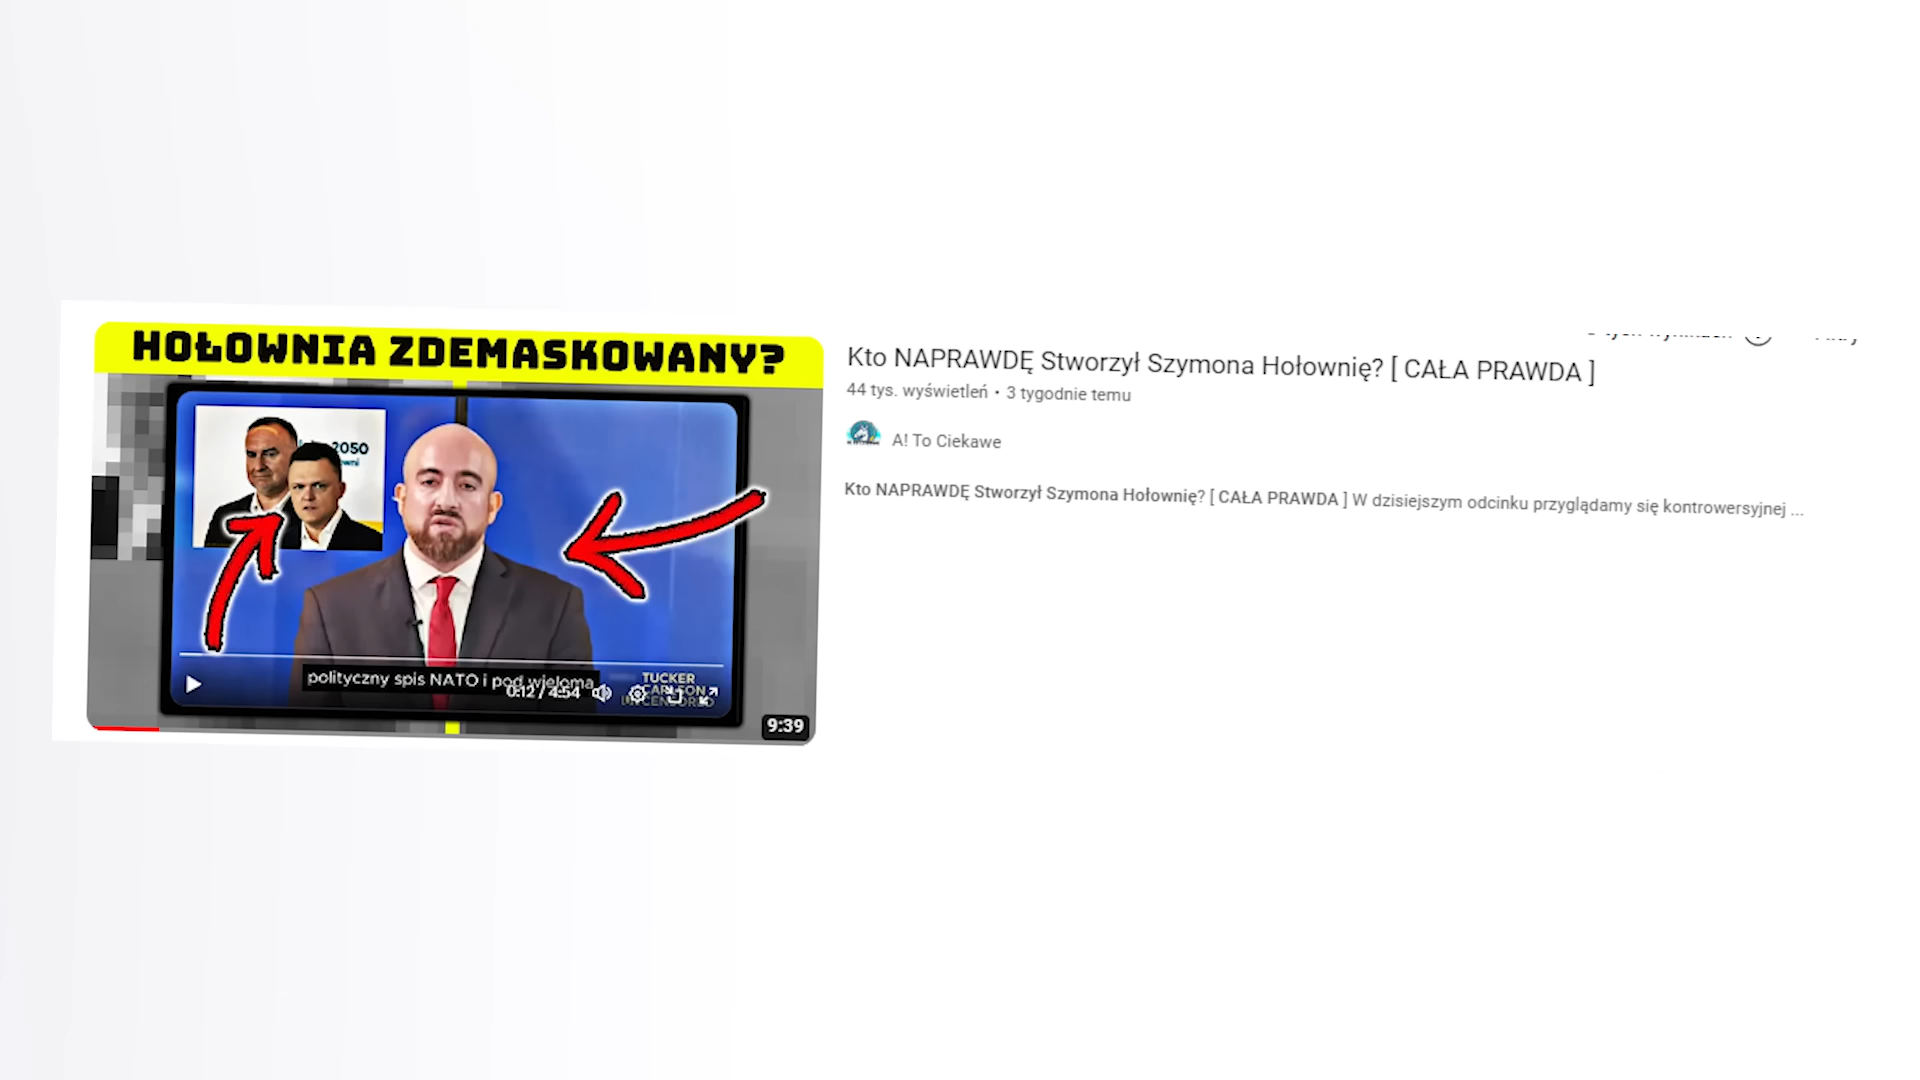 HOŁOWNIA ZDEMASKOWANY?
2050
polityczny spis NATO i pod wieloma
0:12 / 4:54
TUCKER
CARLSON
UNCENSORED
9:39
Kto NAPRAWDĘ Stworzył Szymona Hołownię? [ CAŁA PRAWDA ]
44 tys. wyświetleń • 3 tygodnie temu
A! To Ciekawe
Kto NAPRAWDĘ Stworzył Szymona Hołownię? [ CAŁA PRAWDA ] W dzisiejszym odcinku przyglądamy się kontrowersyjnej ...